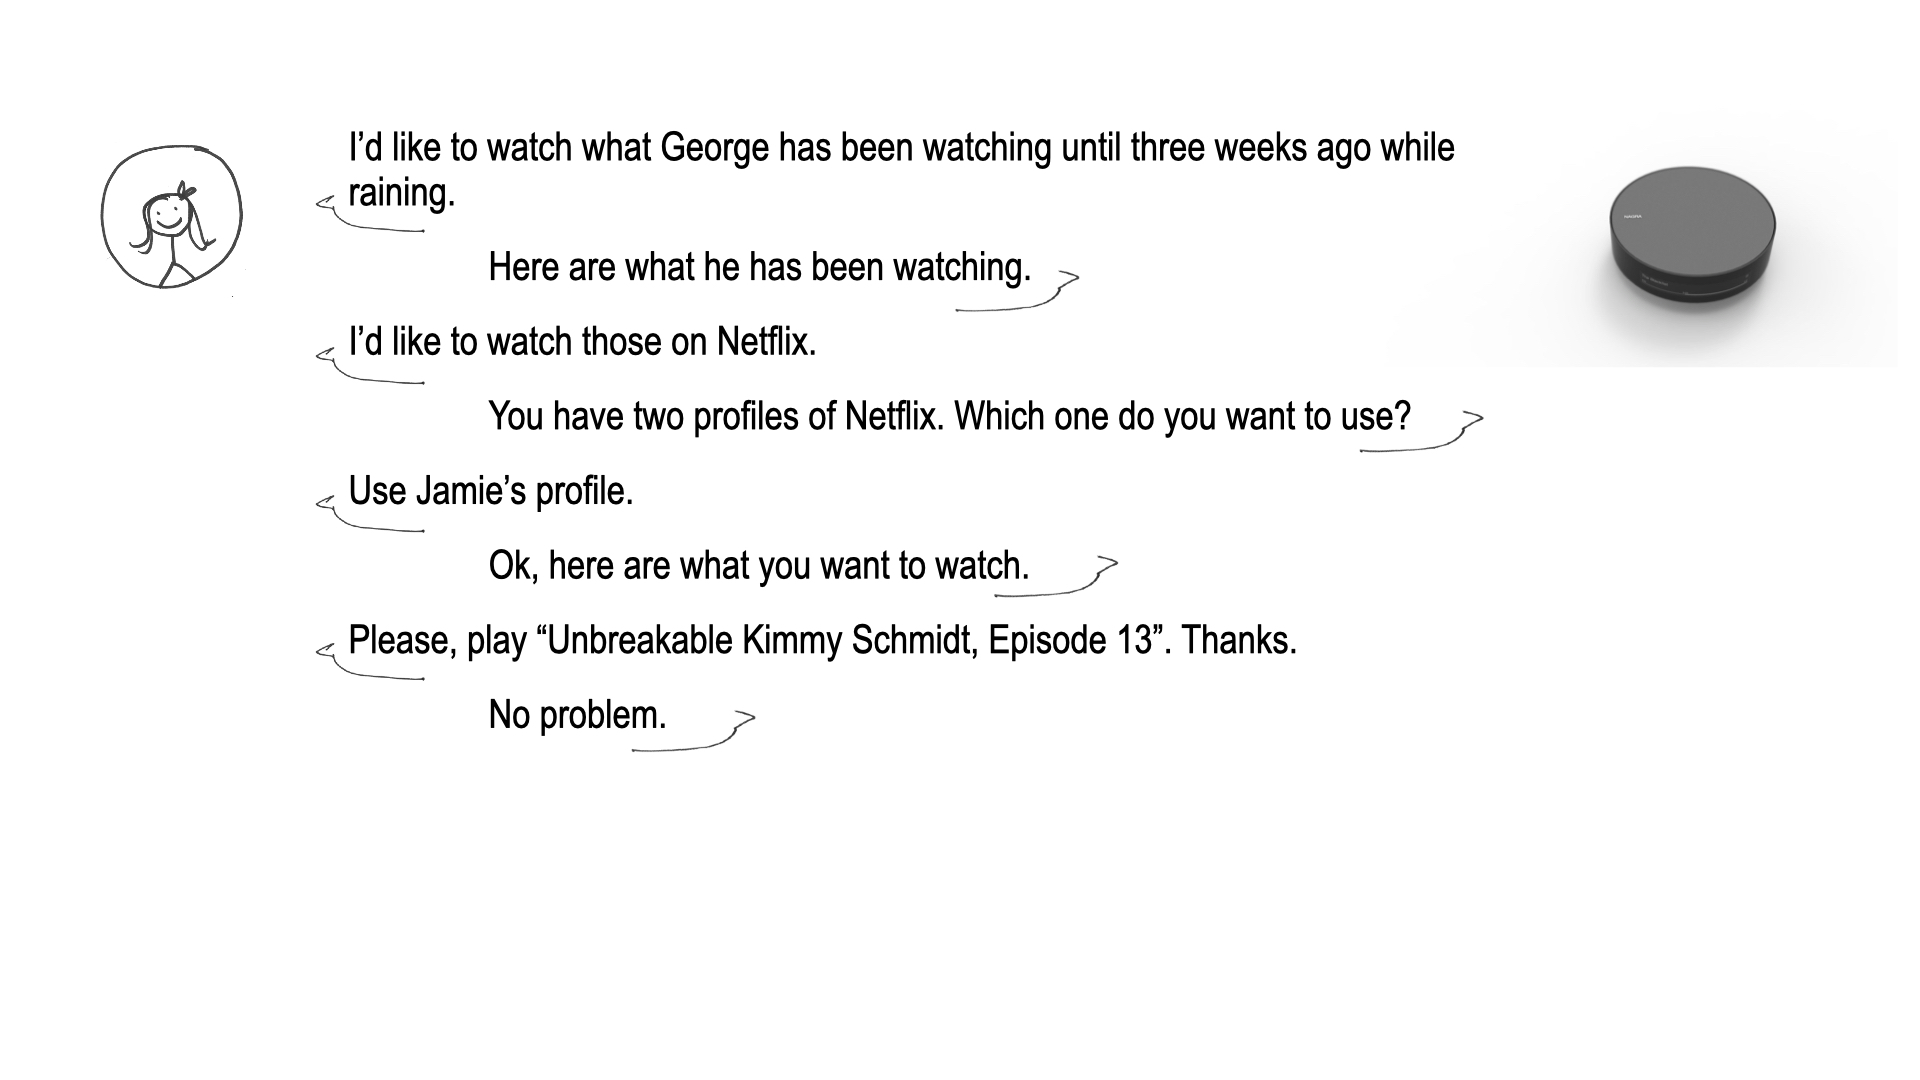 I’d like to watch what George has been watching until three weeks ago while
raining.
Here are what he has been watching.
I’d like to watch those on Netflix.
You have two profiles of Netflix. Which one do you want to use?
Use Jamie’s profile.
Ok, here are what you want to watch.
Please, play “Unbreakable Kimmy Schmidt, Episode 13”. Thanks.
No problem.